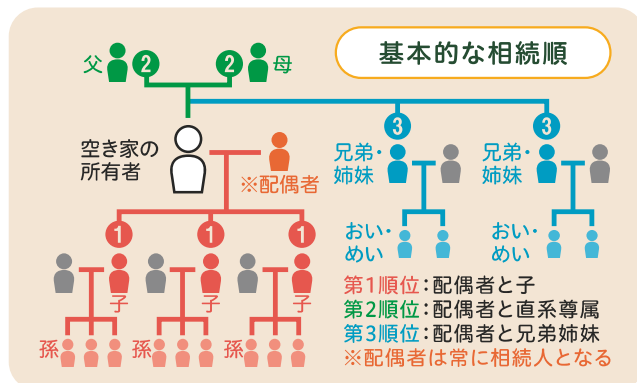 基本的な相続順
父 2 2 母
3 3
空き家の
所有者
※配偶者
兄弟・
姉妹
兄弟・
姉妹
おい・
めい
おい・
めい
1 1 1
子 子 子
孫 孫 孫
第1順位：配偶者と子
第2順位：配偶者と直系尊属
第3順位：配偶者と兄弟姉妹
※配偶者は常に相続人となる